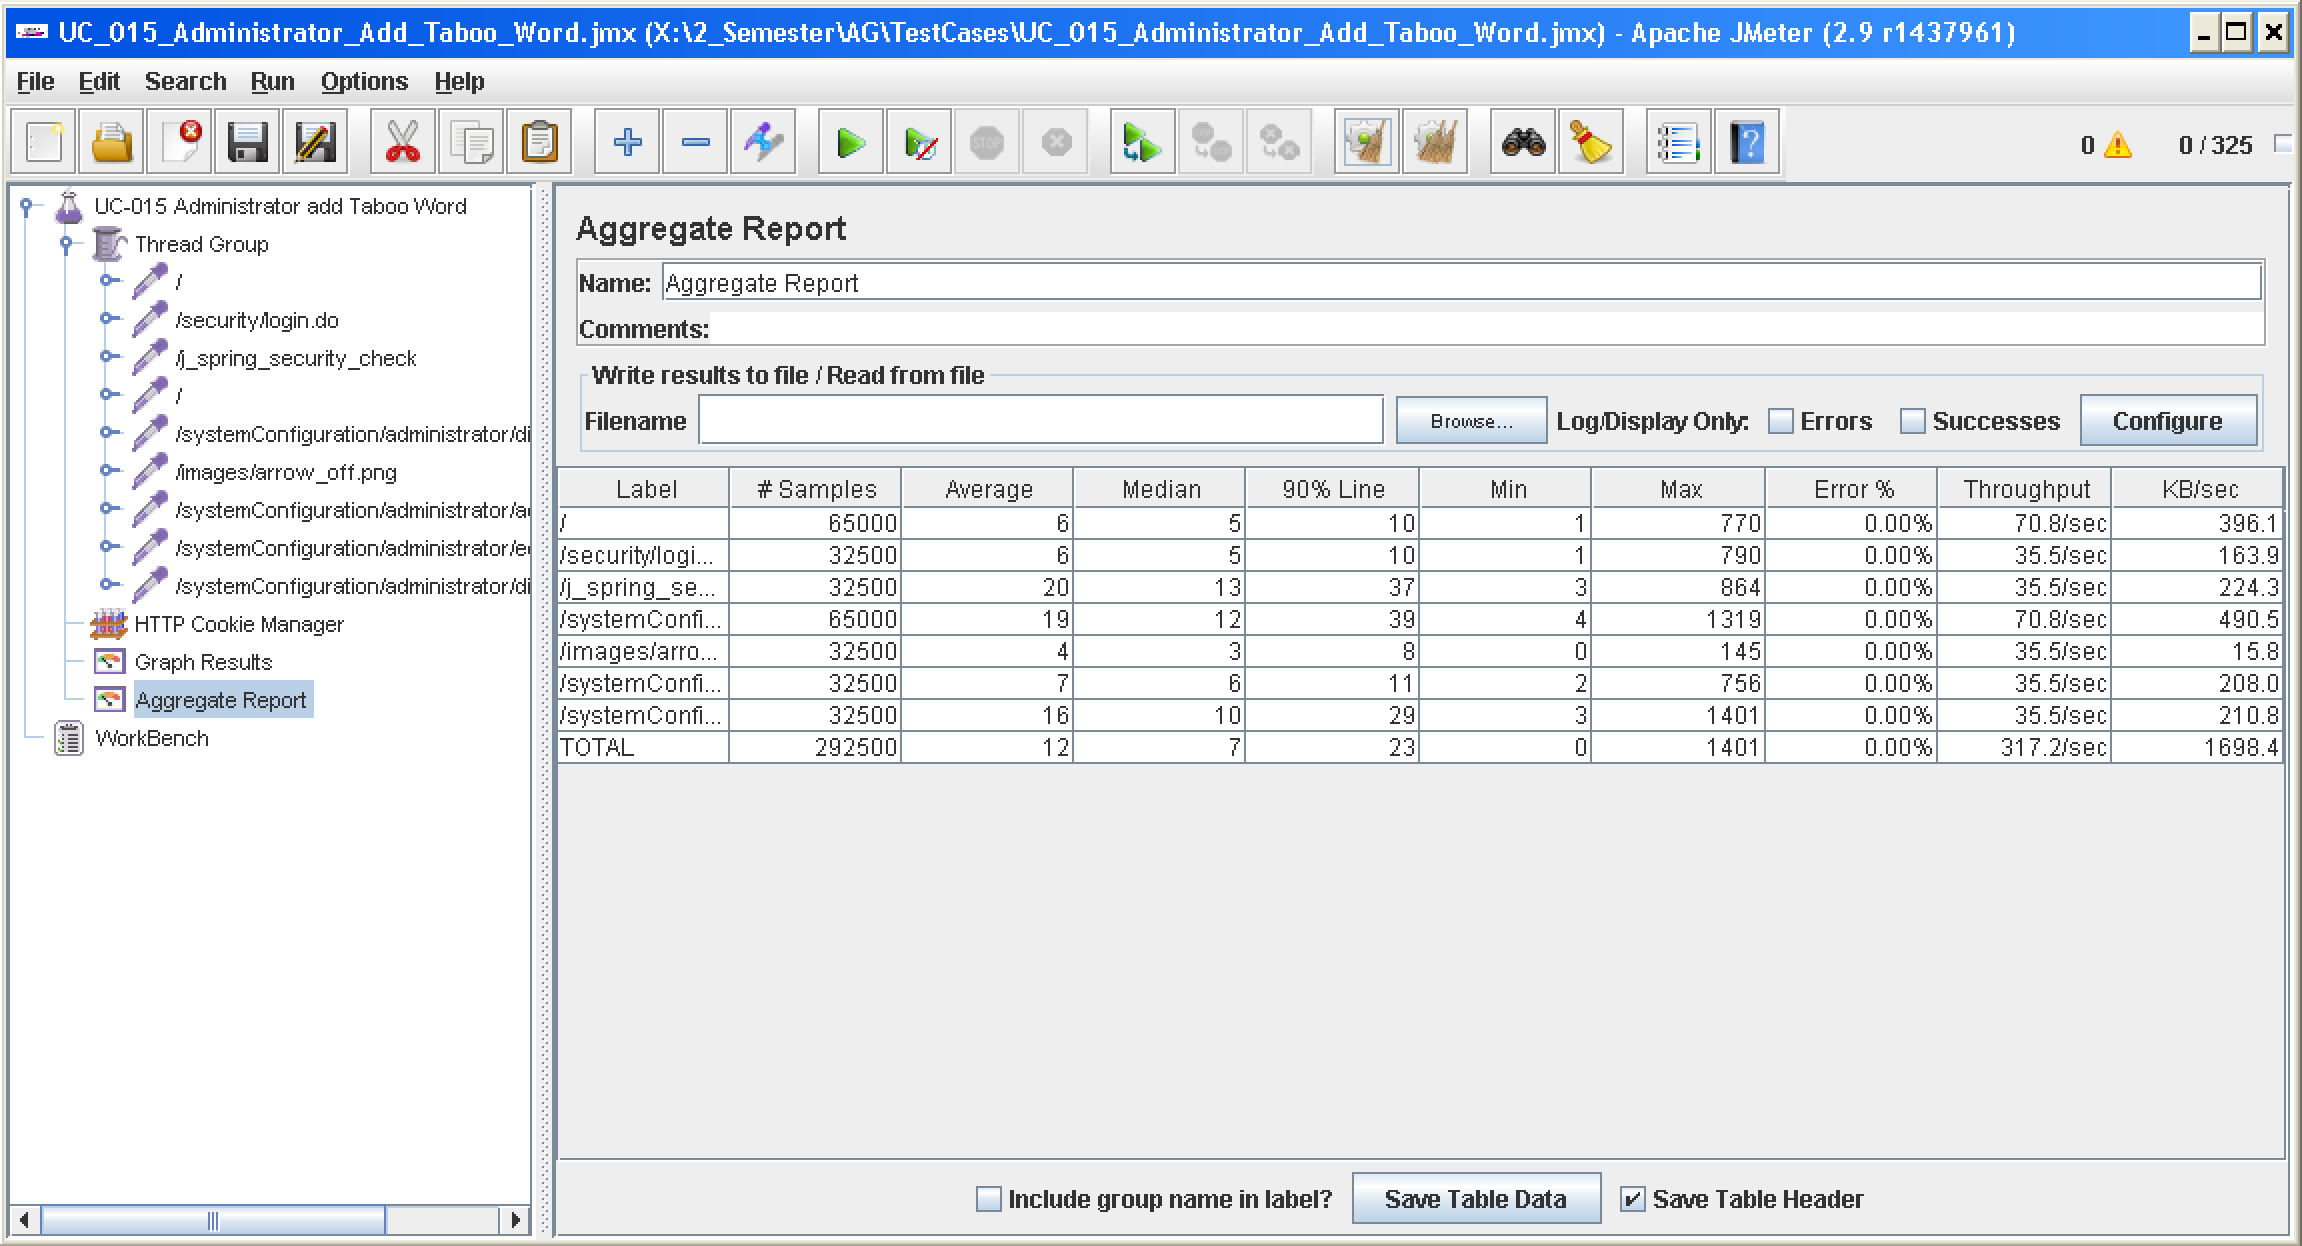 UC_015_Administrator_Add_Taboo_Word.jmx (X:\2_Semester\AG\TestCases\UC_015_Administrator_Add_Taboo_Word.jmx) - Apache JMeter (2.9 r1437961)
File Edit Search Run Options Help
STOP
0 0 / 325
UC-015 Administrator add Taboo Word
Thread Group
/
/security/login.do
/j_spring_security_check
/
/systemConfiguration/administrator/di
/images/arrow_off.png
/systemConfiguration/administrator/a
/systemConfiguration/administrator/e
/systemConfiguration/administrator/di
HTTP Cookie Manager
Graph Results
Aggregate Report
WorkBench
Aggregate Report
Name: Aggregate Report
Comments:
Write results to file / Read from file
Filename Browse... Log/Display Only: Errors Successes Configure
Label # Samples Average Median 90% Line Min Max Error % Throughput KB/sec
/ 65000 6 5 10 1 770 0.00% 70.8/sec 396.1
/security/logi... 32500 6 5 10 1 790 0.00% 35.5/sec 163.9
/j_spring_se... 32500 20 13 37 3 864 0.00% 35.5/sec 224.3
/systemConfi... 65000 19 12 39 4 1319 0.00% 70.8/sec 490.5
/images/arro... 32500 4 3 8 0 145 0.00% 35.5/sec 15.8
/systemConfi... 32500 7 6 11 2 756 0.00% 35.5/sec 208.0
/systemConfi... 32500 16 10 29 3 1401 0.00% 35.5/sec 210.8
TOTAL 292500 12 7 23 0 1401 0.00% 317.2/sec 1698.4
Include group name in label? Save Table Data Save Table Header